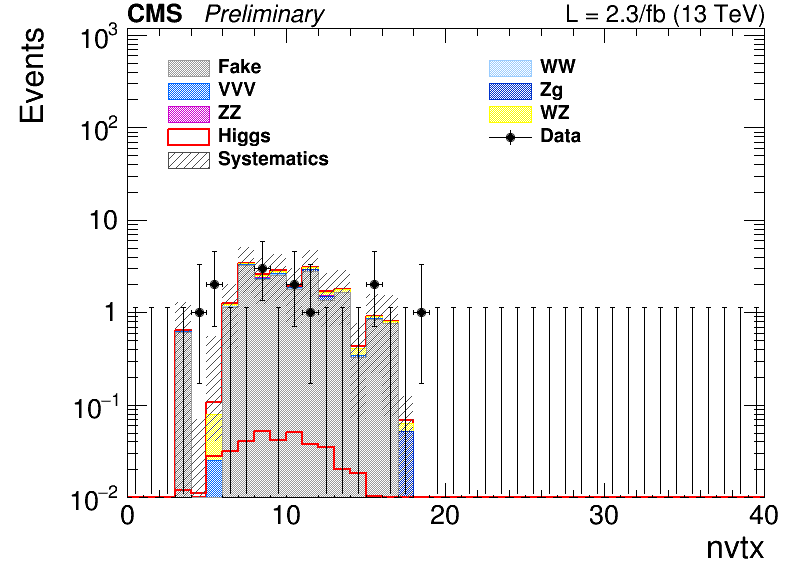 CMS Preliminary L = 2.3/fb (13 TeV)
Events
10³
10²
10
1
10⁻¹
10⁻²
Fake WW
VVV Zg
ZZ WZ
Higgs Data
Systematics
0 10 20 30 40
nvtx